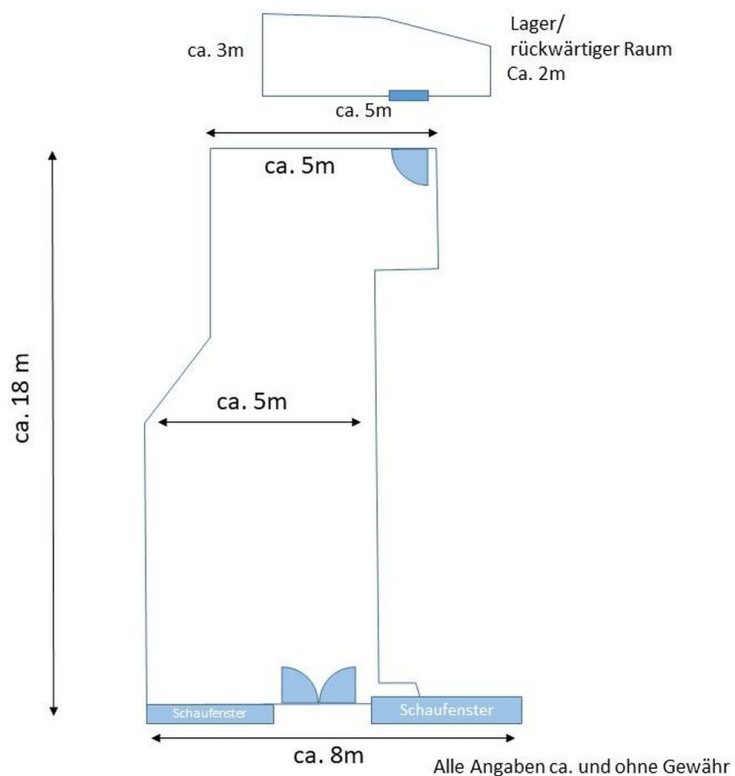 Lager/
rückwärtiger Raum
Ca. 2m
ca. 3m
ca. 5m
ca. 5m
ca. 18 m
ca. 5m
Schaufenster
Schaufenster
ca. 8m
Alle Angaben ca. und ohne Gewähr